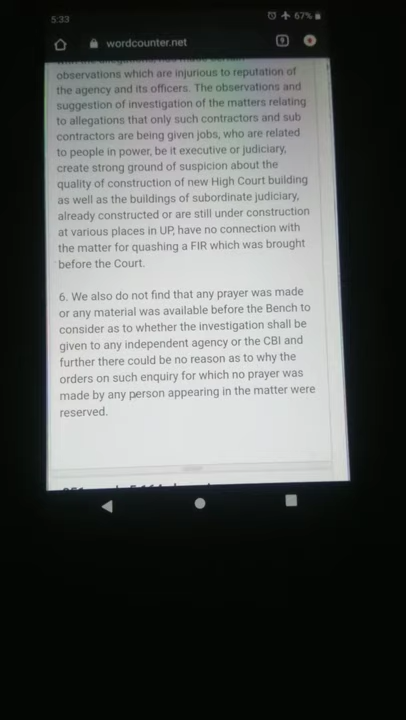 5:33
67%
wordcounter.net
observations which are injurious to reputation of
the agency and its officers. The observations and
suggestion of investigation of the matters relating
to allegations that only such contractors and sub
contractors are being given jobs, who are related
to people in power, be it executive or judiciary,
create strong ground of suspicion about the
quality of construction of new High Court building
as well as the buildings of subordinate judiciary,
already constructed or are still under construction
at various places in UP, have no connection with
the matter for quashing a FIR which was brought
before the Court.
6. We also do not find that any prayer was made
or any material was available before the Bench to
consider as to whether the investigation shall be
given to any independent agency or the CBI and
further there could be no reason as to why the
orders on such enquiry for which no prayer was
made by any person appearing in the matter were
reserved.